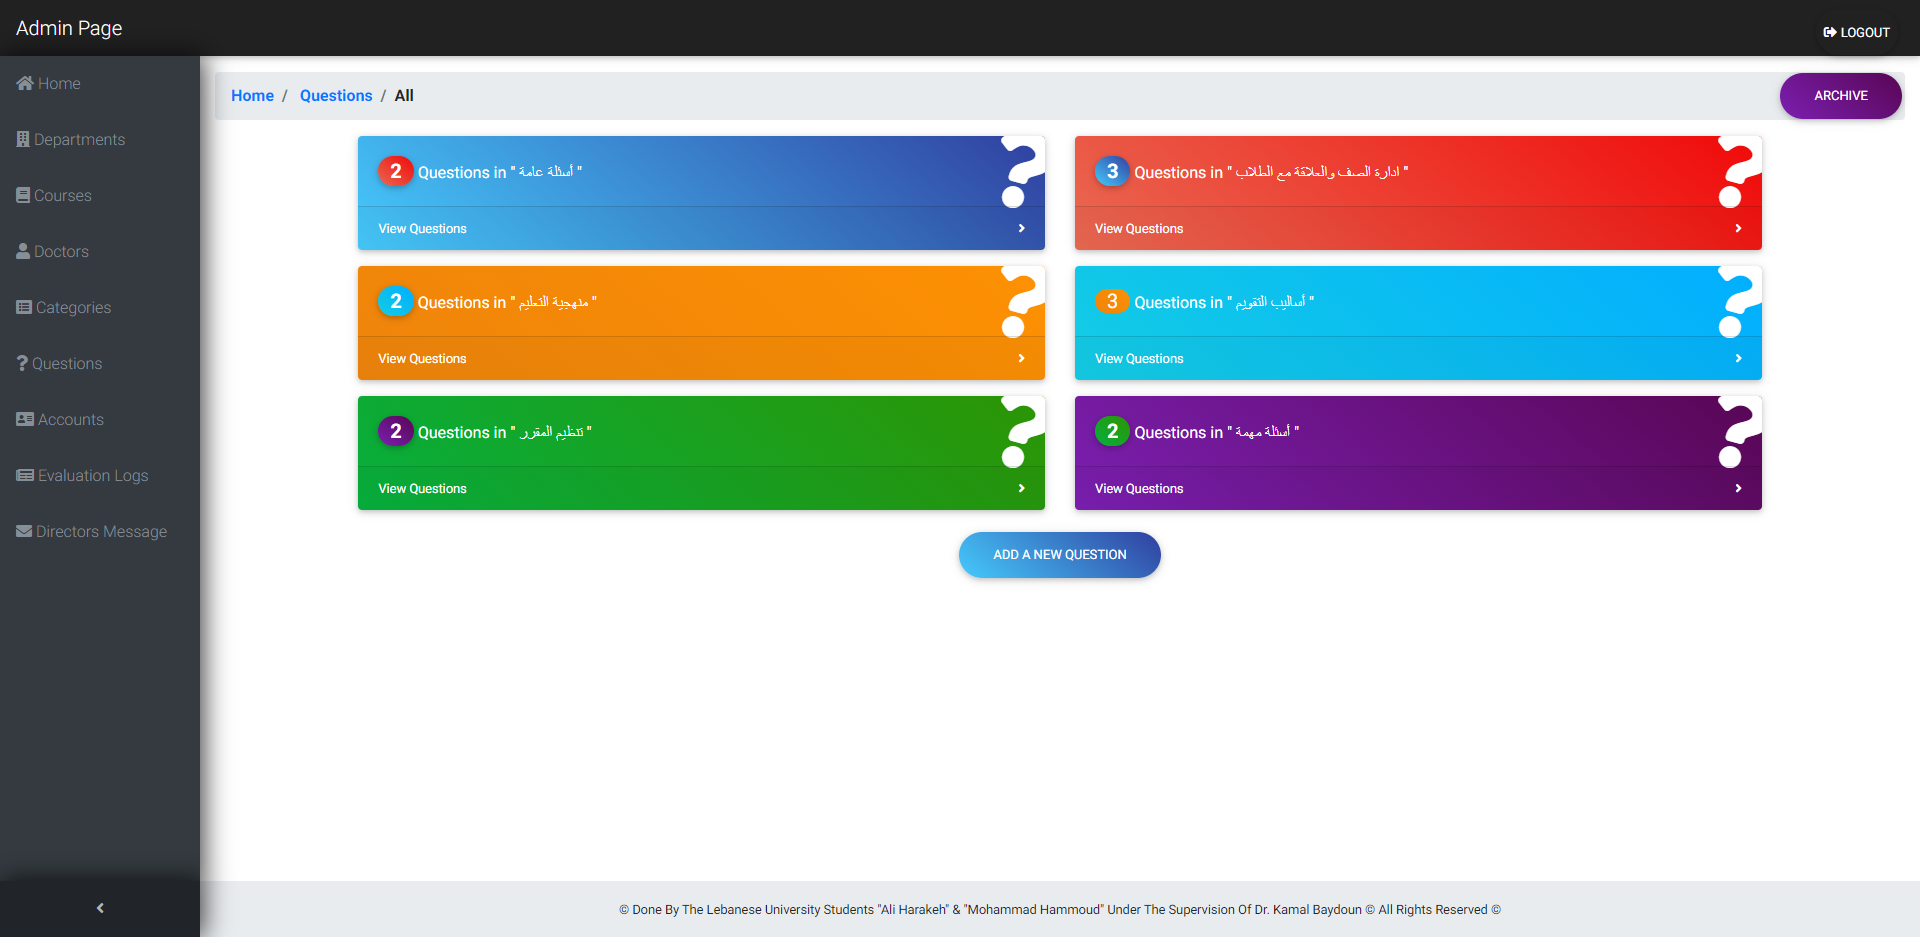 Admin Page
LOGOUT
Home
Departments
Courses
Doctors
Categories
Questions
Accounts
Evaluation Logs
Directors Message
Home / Questions / All
ARCHIVE
2 Questions in " أسئلة عامة "
View Questions
3 Questions in " ادارة الصف والعلاقة مع الطلاب "
View Questions
2 Questions in " منهجية التعليم "
View Questions
3 Questions in " أساليب التقويم "
View Questions
2 Questions in " تنظيم المقرر "
View Questions
2 Questions in " أسئلة مهمة "
View Questions
ADD A NEW QUESTION
© Done By The Lebanese University Students "Ali Harakeh" & "Mohammad Hammoud" Under The Supervision Of Dr. Kamal Baydoun © All Rights Reserved ©